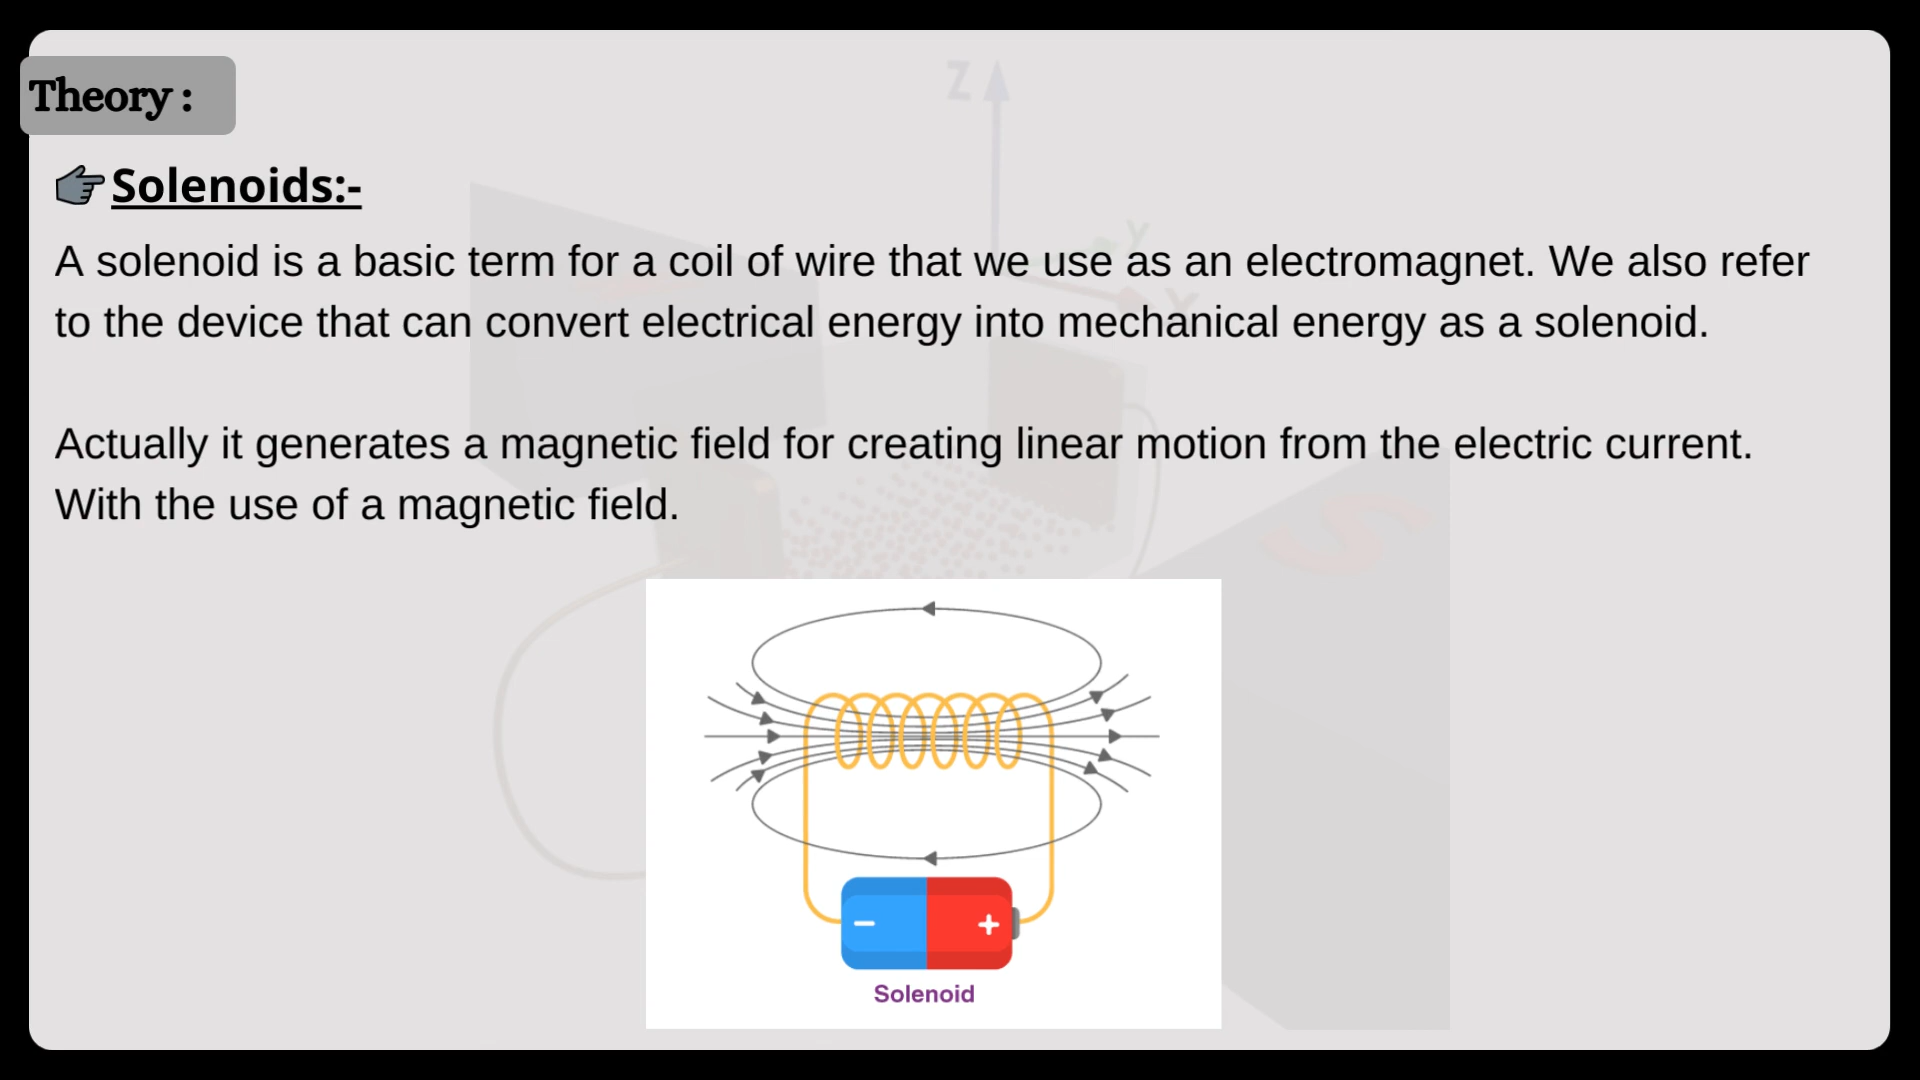 Z
Theory :
👉Solenoids:-
Y
A solenoid is a basic term for a coil of wire that we use as an electromagnet. We also refer
X
to the device that can convert electrical energy into mechanical energy as a solenoid.
Actually it generates a magnetic field for creating linear motion from the electric current.
With the use of a magnetic field.
S
− +
Solenoid